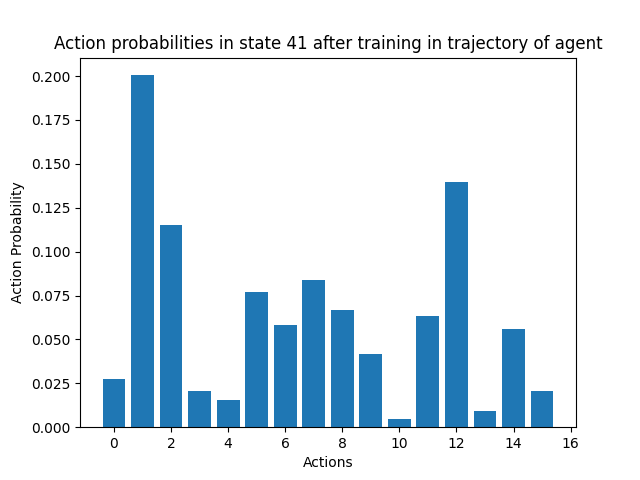 Action probabilities in state 41 after training in trajectory of agent
0.200
0.175
0.150
0.125
0.100
0.075
0.050
0.025
0.000
Action Probability
0 2 4 6 8 10 12 14 16
Actions